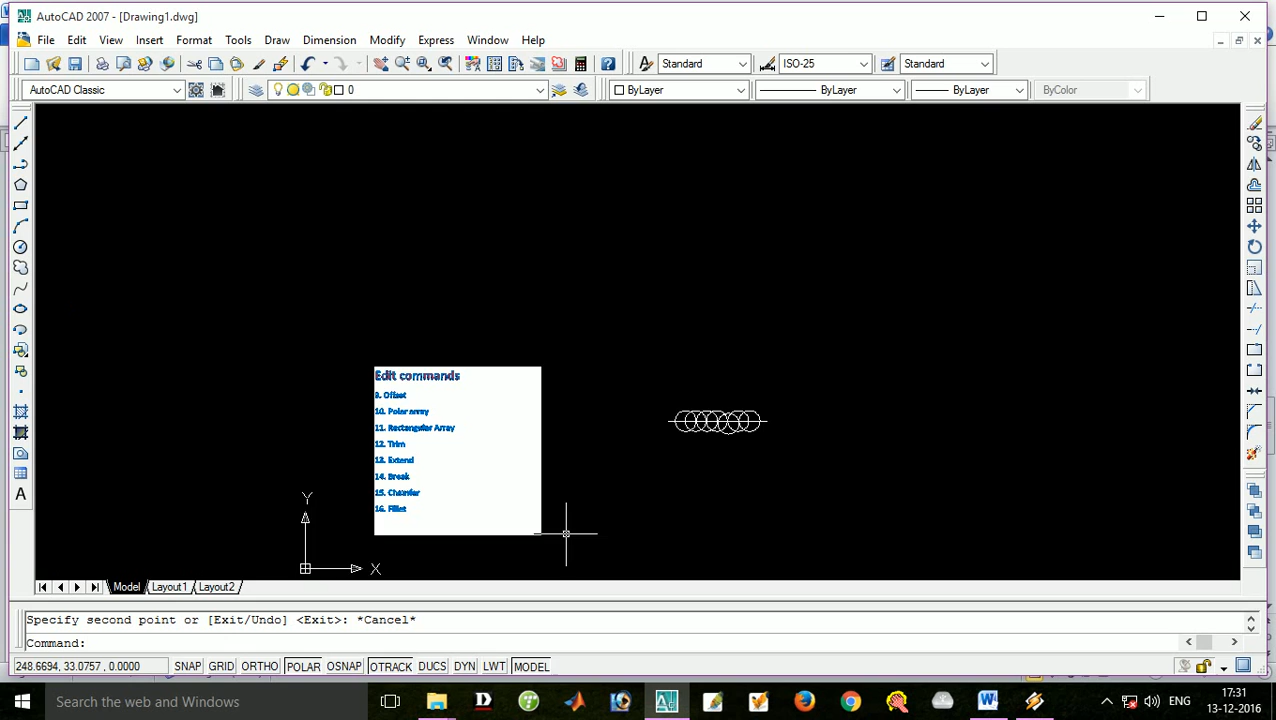 AutoCAD 2007 - [Drawing1.dwg]
File Edit View Insert Format Tools Draw Dimension Modify Express Window Help
Standard ISO-25 Standard
AutoCAD Classic 0 ByLayer ByLayer ByLayer ByColor
Edit commands
9. Offset
10. Polar array
11. Rectangular Array
12. Trim
13. Extend
14. Break
15. Chamfer
16. Fillet
Y
X
A
Model Layout1 Layout2
Specify second point or [Exit/Undo] <Exit>: *Cancel*
Command:
248.6694, 33.0757, 0.0000 SNAP GRID ORTHO POLAR OSNAP OTRACK DUCS DYN LWT MODEL
Search the web and Windows
ENG
17:31
13-12-2016